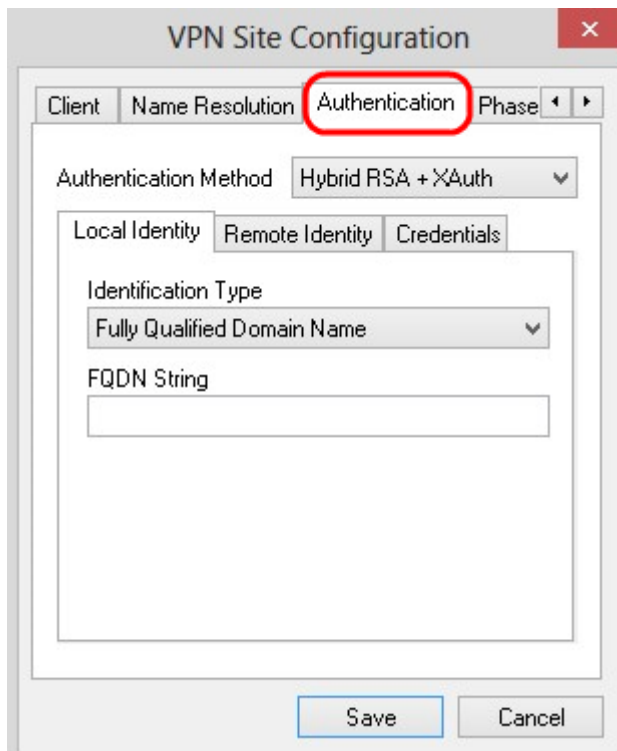 VPN Site Configuration
Client Name Resolution Authentication Phase
Authentication Method Hybrid RSA + XAuth
Local Identity Remote Identity Credentials
Identification Type
Fully Qualified Domain Name
FQDN String
Save Cancel